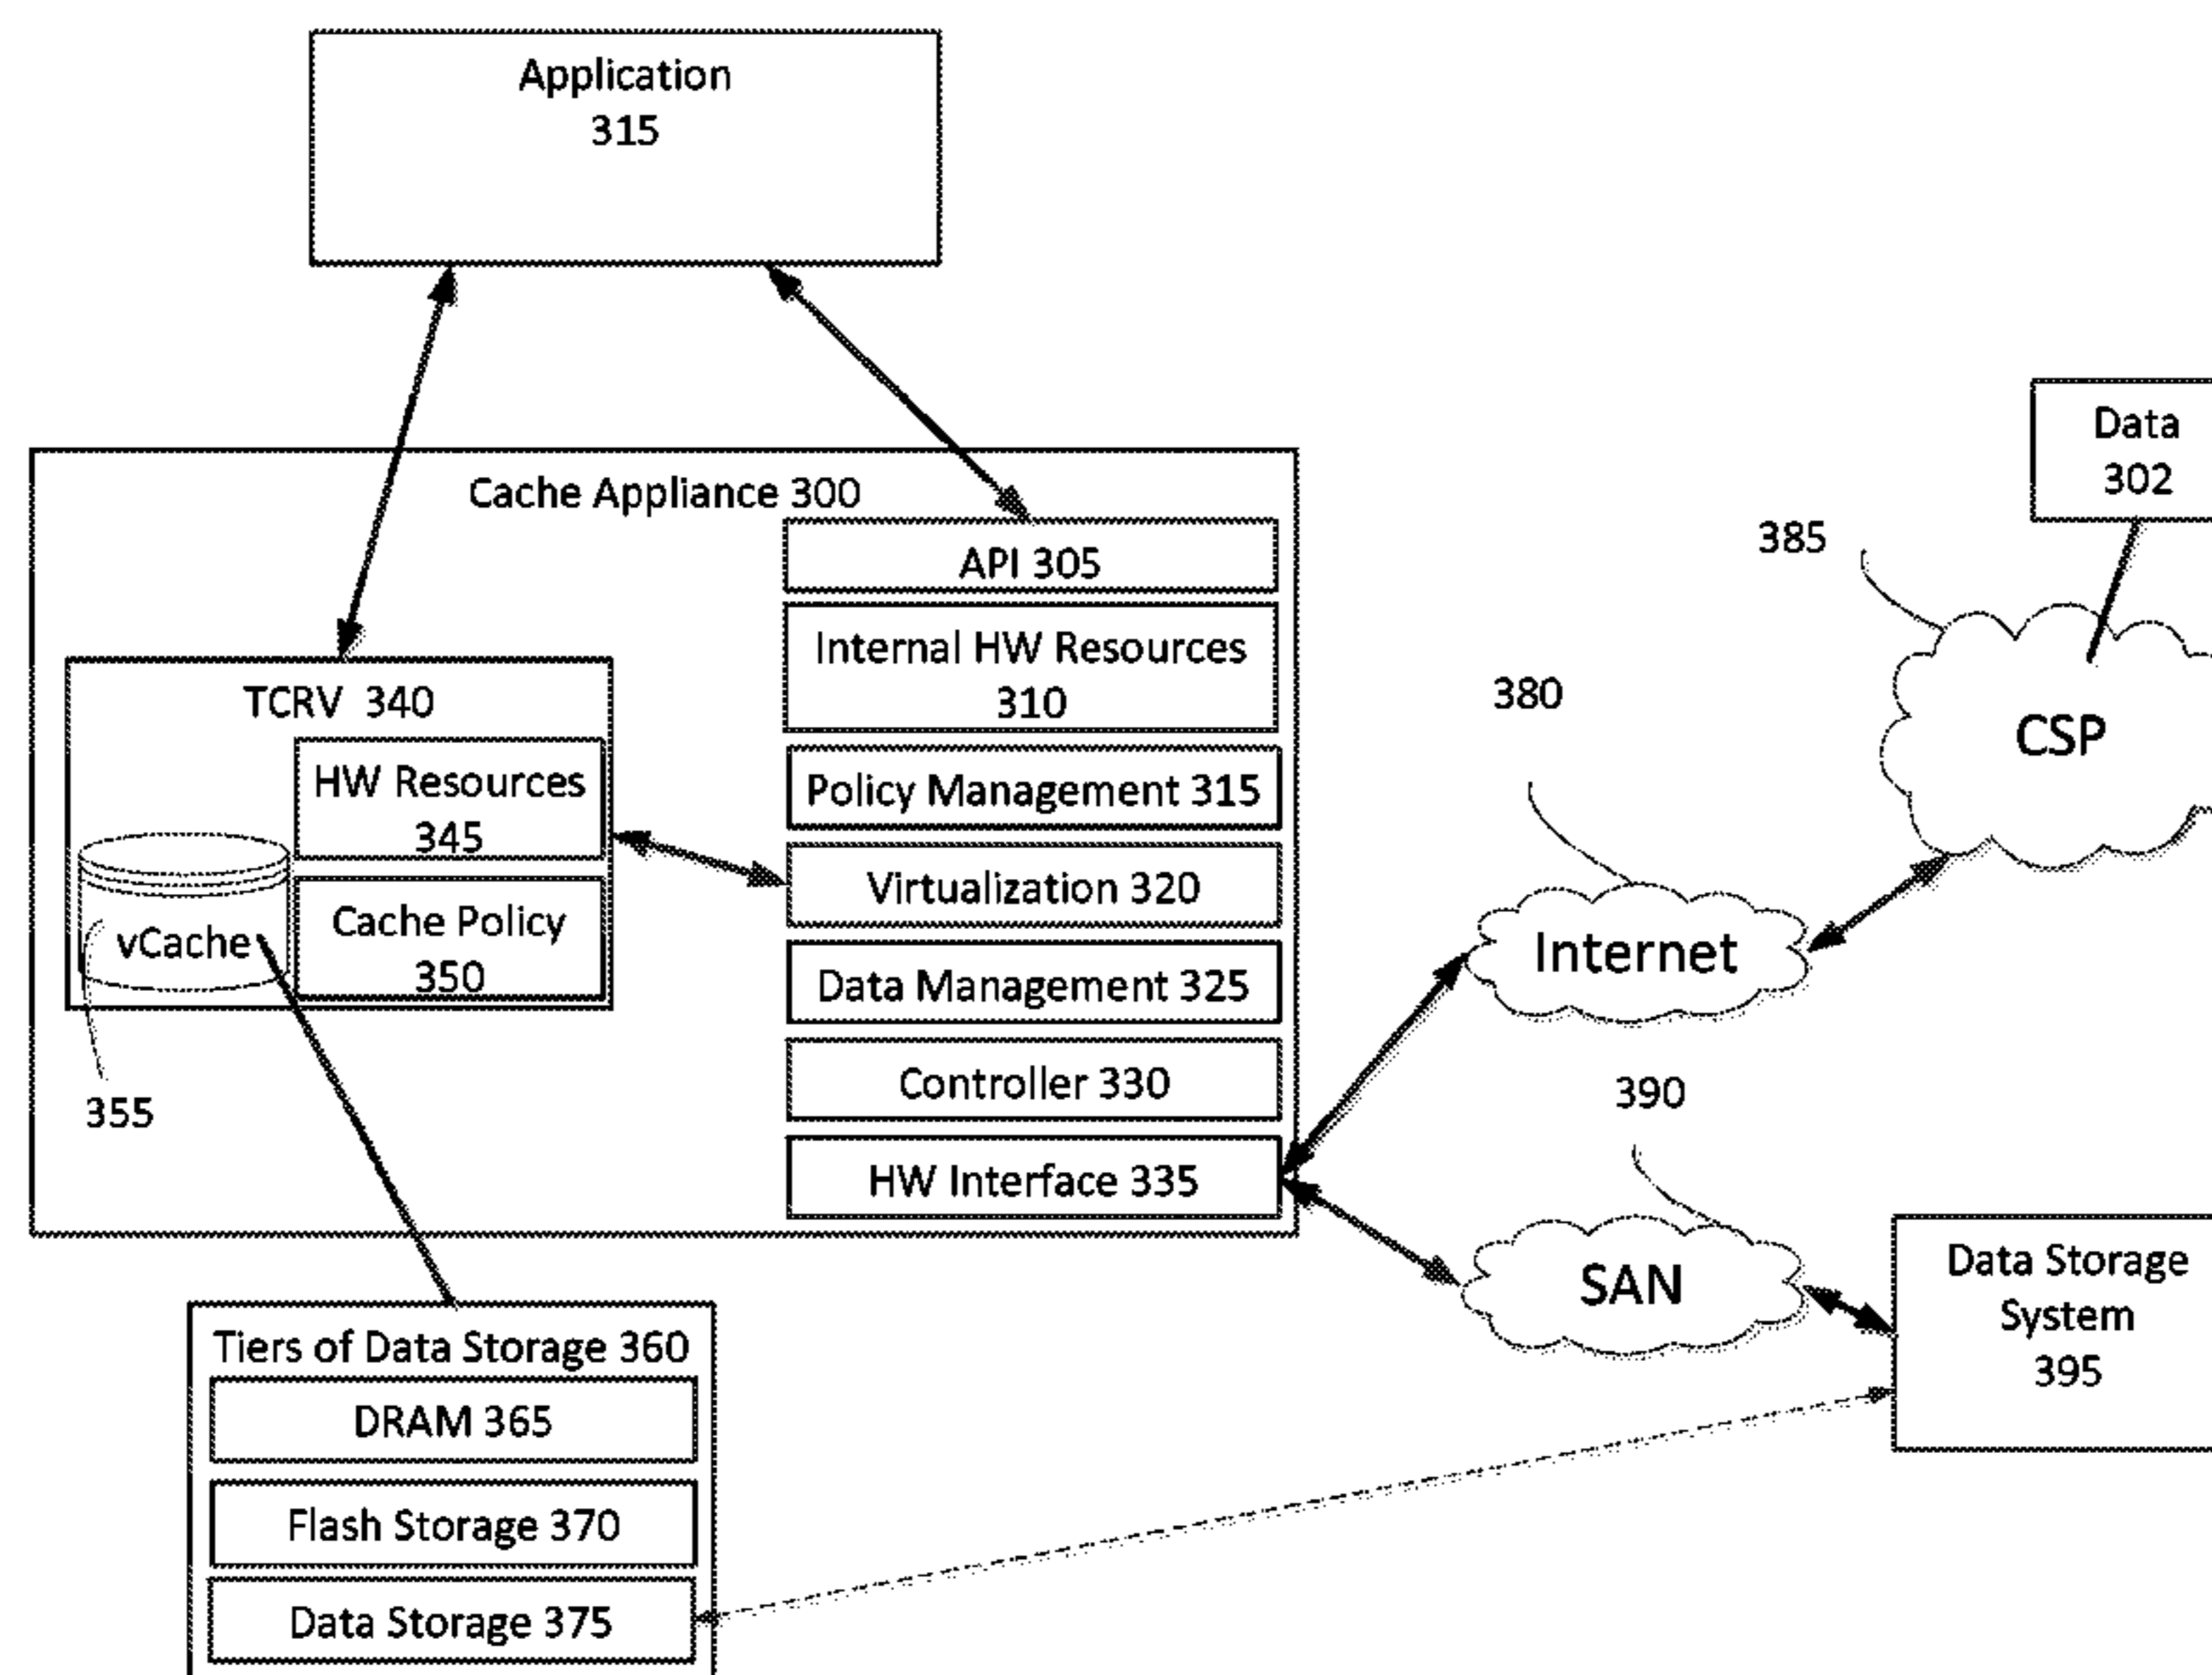 Application
315
Cache Appliance 300
API 305
Internal HW Resources
310
Policy Management 315
Virtualization 320
Data Management 325
Controller 330
HW Interface 335
TCRV 340
HW Resources
345
Cache Policy
350
vCache
355
Tiers of Data Storage 360
DRAM 365
Flash Storage 370
Data Storage 375
Data
302
385
CSP
380
Internet
390
SAN
Data Storage
System
395